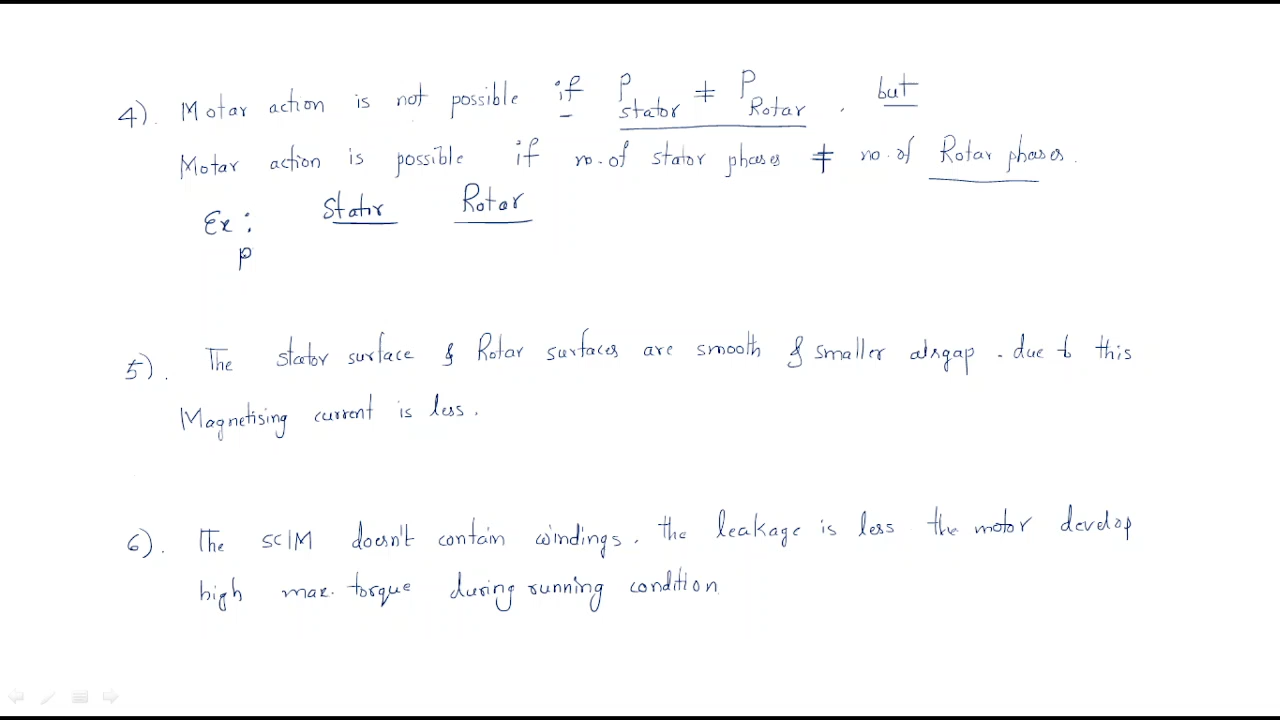 4). Motar action is not possible if P stator ≠ P Rotar . but
Motar action is possible if no. of stator phases ≠ no. of Rotar phases.
Ex : Stator Rotar
P
5). The stator surface & Rotar surfaces are smooth & smaller airgap . due to this
Magnetising current is less .
6). The SCIM doesn't contain windings . the leakage is less the motor develop
high max. torque during running condition